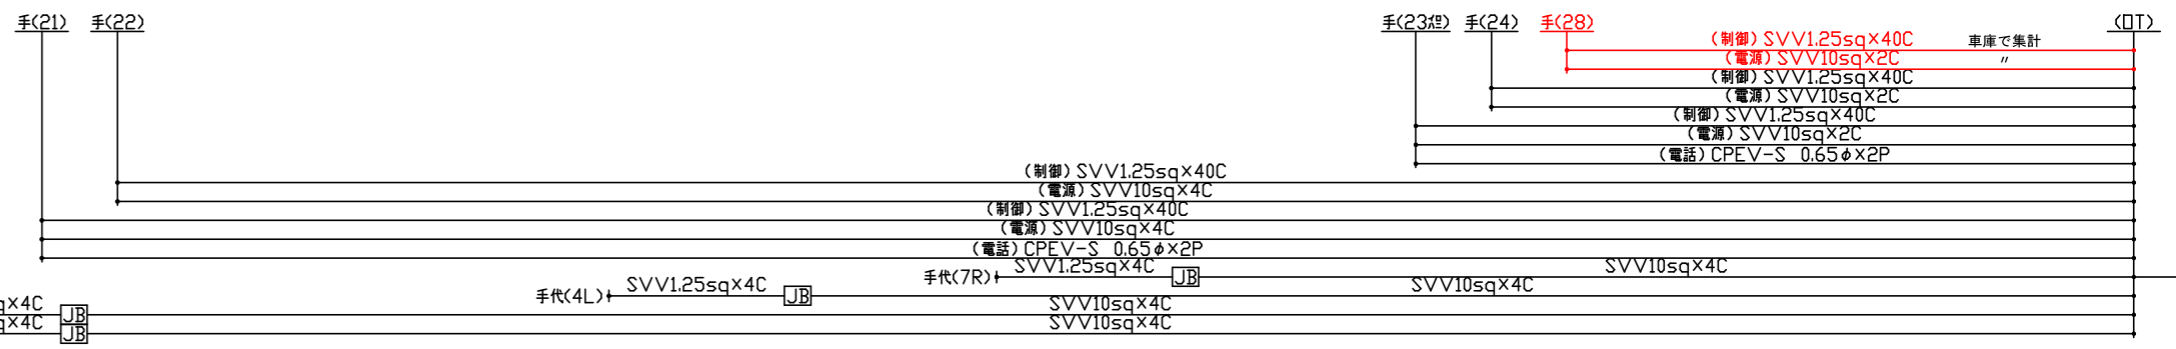 手(21) 手(22) 手(24) 手(28) (OT)
(制御) SVV1.25sq×40C 車庫で集計
(電源) SVV10sq×2C 〃
(制御) SVV1.25sq×40C
(電源) SVV10sq×2C
(制御) SVV1.25sq×40C
(電源) SVV10sq×2C
(電話) CPEV-S 0.65φ×2P
(制御) SVV1.25sq×40C
(電源) SVV10sq×4C
(制御) SVV1.25sq×40C
(電源) SVV10sq×4C
(電話) CPEV-S 0.65φ×2P
手代(7R) SVV1.25sq×4C JB SVV10sq×4C
手代(4L) SVV1.25sq×4C JB SVV10sq×4C
q×4C JB SVV10sq×4C
q×4C JB SVV10sq×4C